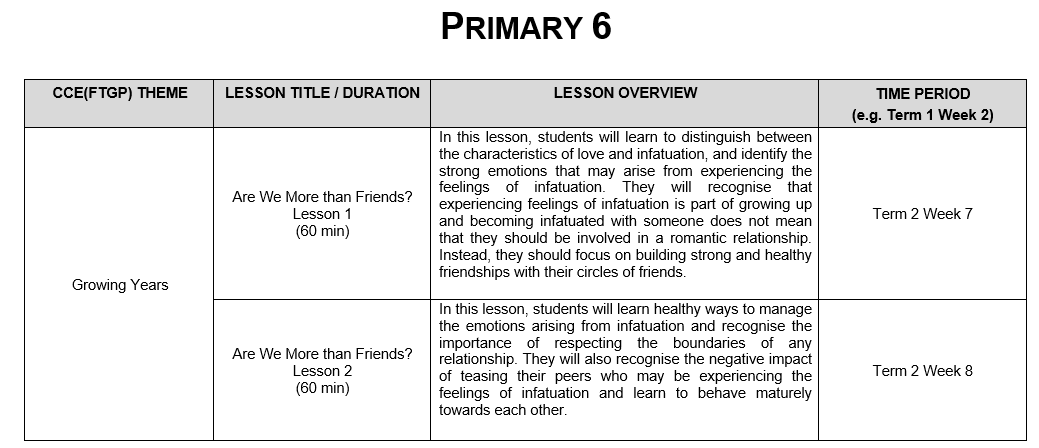 PRIMARY 6
CCE(FTGP) THEME
LESSON TITLE / DURATION
LESSON OVERVIEW
TIME PERIOD
(e.g. Term 1 Week 2)
Growing Years
Are We More than Friends?
Lesson 1
(60 min)
In this lesson, students will learn to distinguish between
the characteristics of love and infatuation, and identify the
strong emotions that may arise from experiencing the
feelings of infatuation. They will recognise that
experiencing feelings of infatuation is part of growing up
and becoming infatuated with someone does not mean
that they should be involved in a romantic relationship.
Instead, they should focus on building strong and healthy
friendships with their circles of friends.
Term 2 Week 7
Are We More than Friends?
Lesson 2
(60 min)
In this lesson, students will learn healthy ways to manage
the emotions arising from infatuation and recognise the
importance of respecting the boundaries of any
relationship. They will also recognise the negative impact
of teasing their peers who may be experiencing the
feelings of infatuation and learn to behave maturely
towards each other.
Term 2 Week 8